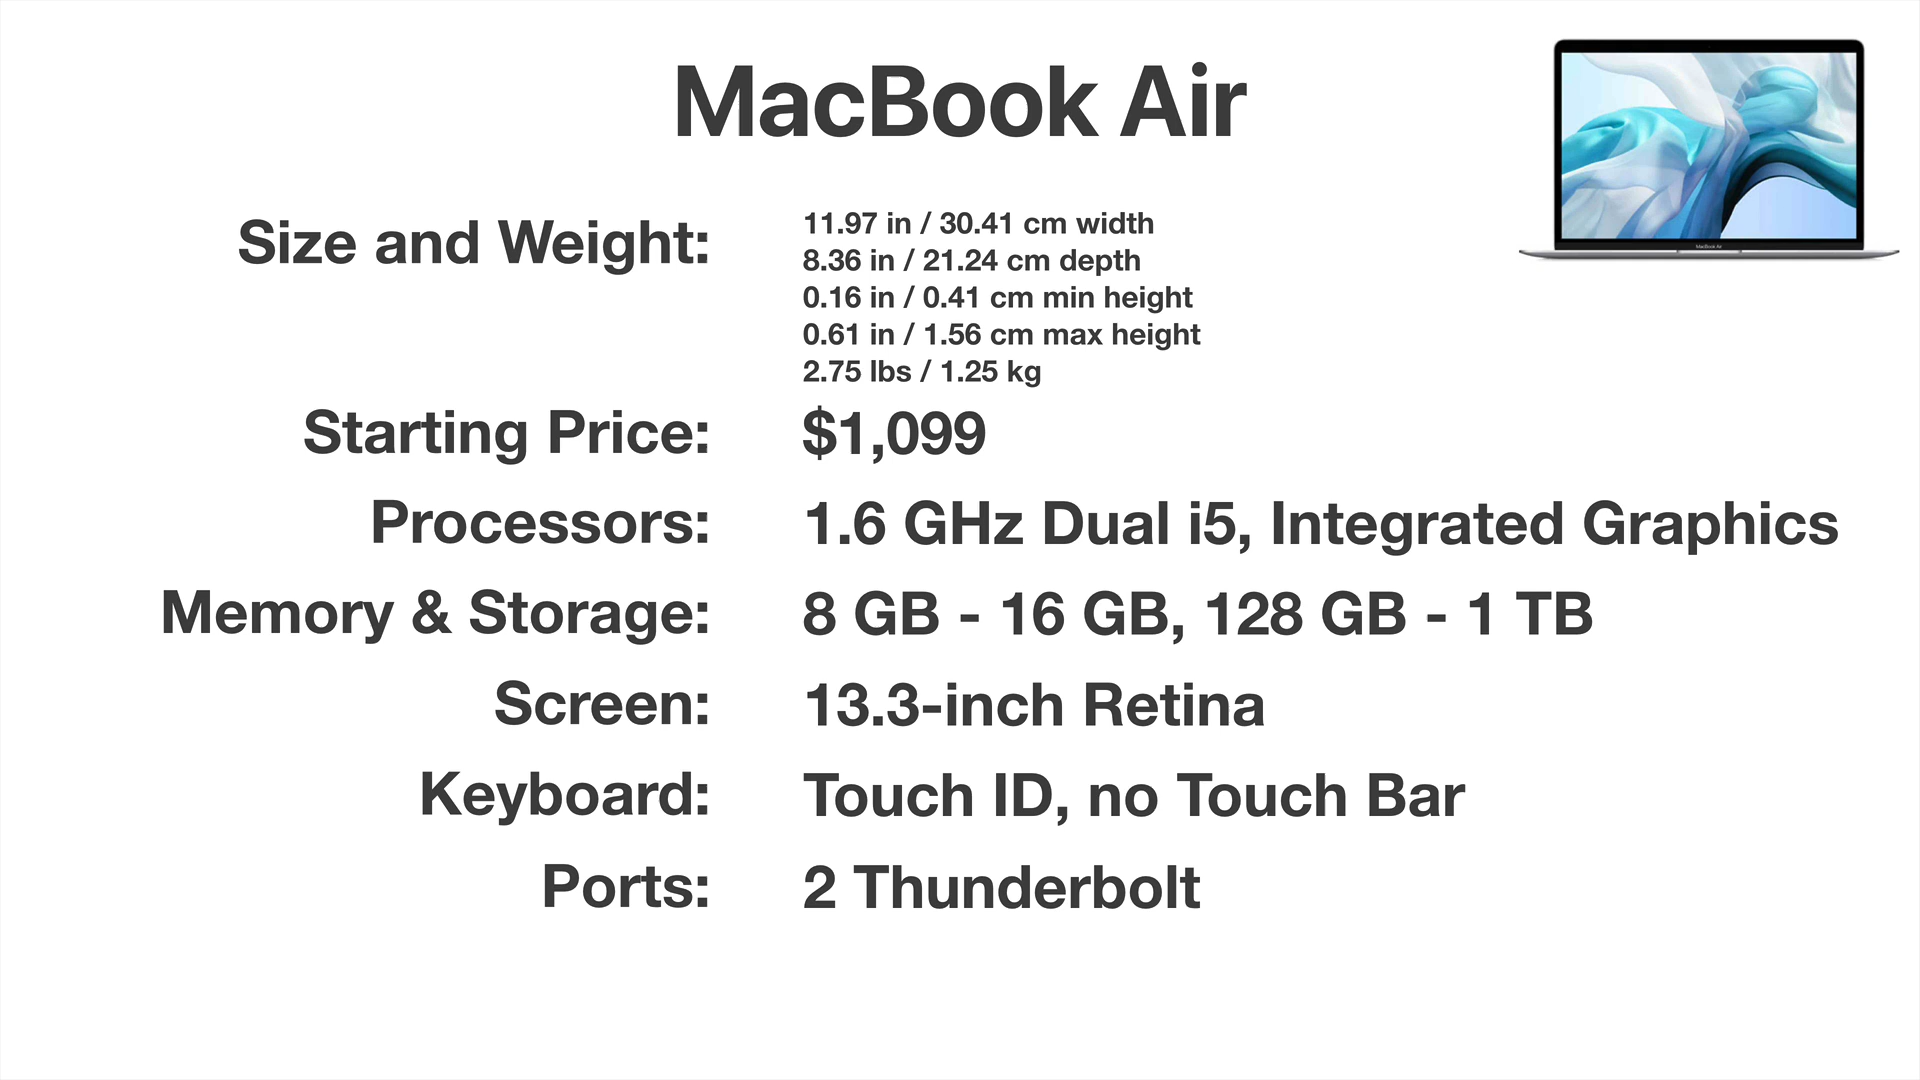 MacBook Air
Size and Weight:
11.97 in / 30.41 cm width
8.36 in / 21.24 cm depth
0.16 in / 0.41 cm min height
0.61 in / 1.56 cm max height
2.75 lbs / 1.25 kg
Starting Price: $1,099
Processors: 1.6 GHz Dual i5, Integrated Graphics
Memory & Storage: 8 GB - 16 GB, 128 GB - 1 TB
Screen: 13.3-inch Retina
Keyboard: Touch ID, no Touch Bar
Ports: 2 Thunderbolt
MacBook Air